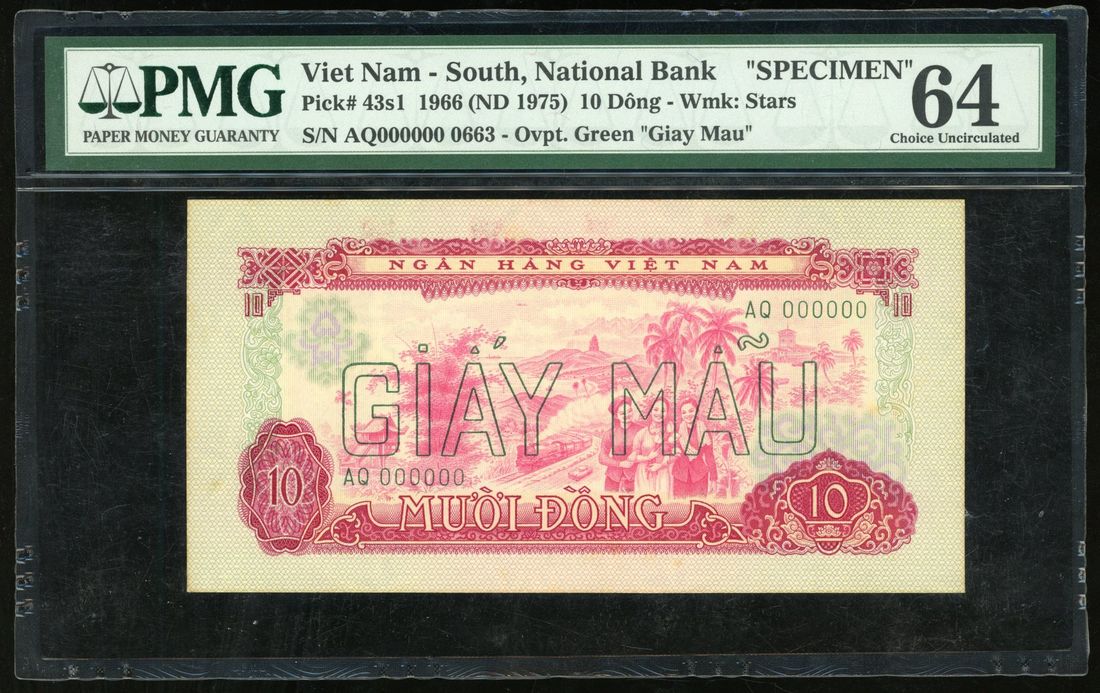 PMG
PAPER MONEY GUARANTY
Viet Nam - South, National Bank "SPECIMEN"
Pick# 43s1 1966 (ND 1975) 10 Dông - Wmk: Stars
S/N AQ000000 0663 - Ovpt. Green "Giay Mau"
64
Choice Uncirculated
NGÂN HÀNG VIỆT NAM
10
10
AQ 000000
GIẤY MẪU
AQ 000000
10
MƯỜI ĐỒNG
10